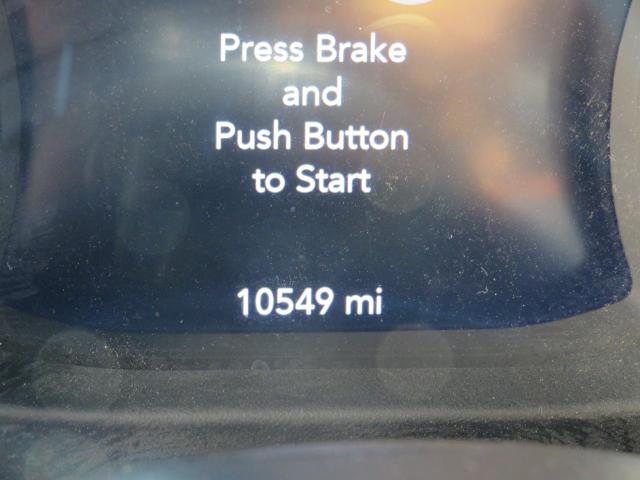 Press Brake
and
Push Button
to Start
10549 mi